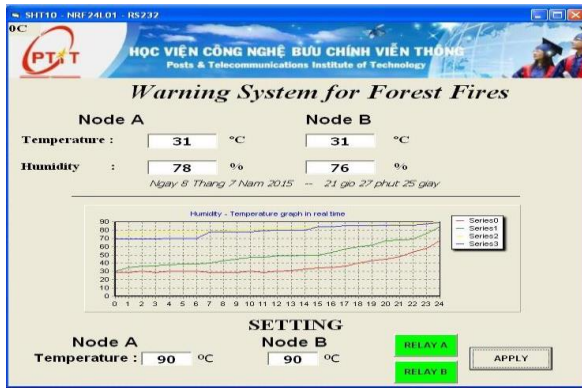 SHT10 - NRF24L01 - RS232
0C
PTIT
HỌC VIỆN CÔNG NGHỆ BƯU CHÍNH VIỄN THÔNG
Posts & Telecommunications Institute of Technology
Warning System for Forest Fires
Node A Node B
Temperature : 31 °C 31 °C
Humidity : 78 % 76 %
Ngay 8 Thang 7 Nam 2015 -- 21 gio 27 phut 25 giay
Humidity - Temperature graph in real time
90
80
70
60
50
40
30
20
10
0
0 1 2 3 4 5 6 7 8 9 10 11 12 13 14 15 16 17 18 19 20 21 22 23 24
Series0
Series1
Series2
Series3
SETTING
Node A Node B
Temperature : 90 °C 90 °C
RELAY A
RELAY B
APPLY